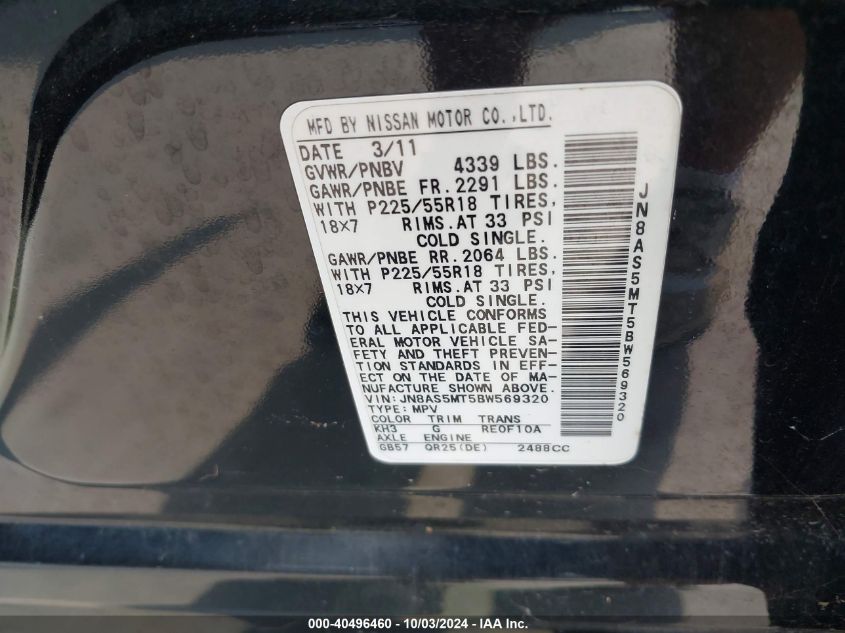 MFD BY NISSAN MOTOR CO.,LTD.
DATE 3/11
GVWR/PNBV 4339 LBS.
GAWR/PNBE FR.2291 LBS.
WITH P225/55R18 TIRES,
18X7 RIMS.AT 33 PSI
COLD SINGLE.
GAWR/PNBE RR.2064 LBS.
WITH P225/55R18 TIRES,
18X7 RIMS.AT 33 PSI
COLD SINGLE.
THIS VEHICLE CONFORMS
TO ALL APPLICABLE FED-
ERAL MOTOR VEHICLE SA-
FETY AND THEFT PREVEN-
TION STANDARDS IN EFF-
ECT ON THE DATE OF MA-
NUFACTURE SHOWN ABOVE.
VIN:JN8AS5MT5BW569320
TYPE:MPV
COLOR TRIM TRANS
KH3 G RE0F10A
AXLE ENGINE
GB57 QR25(DE) 2488CC
JN8AS5MT5BW569320
000-40496460 - 10/03/2024 - IAA Inc.